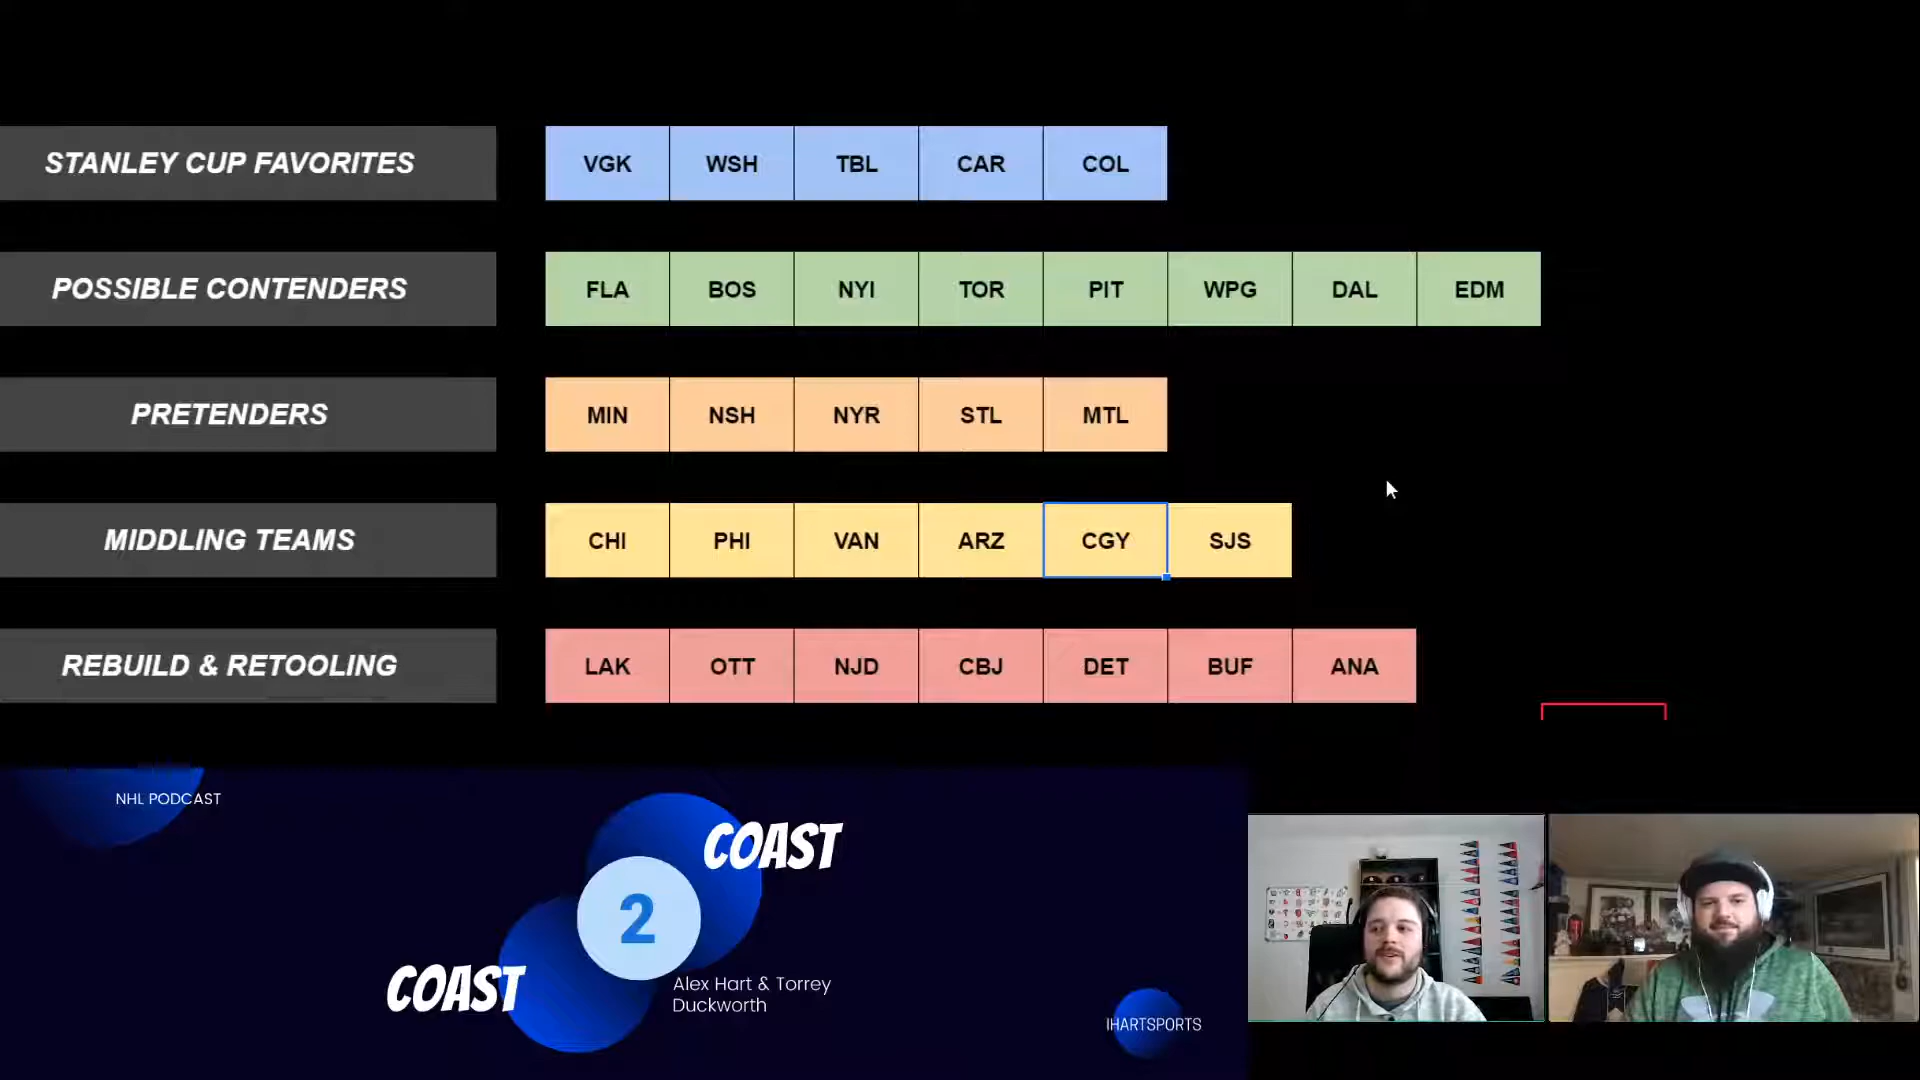 STANLEY CUP FAVORITES VGK WSH TBL CAR COL
POSSIBLE CONTENDERS FLA BOS NYI TOR PIT WPG DAL EDM
PRETENDERS MIN NSH NYR STL MTL
MIDDLING TEAMS CHI PHI VAN ARZ CGY SJS
REBUILD & RETOOLING LAK OTT NJD CBJ DET BUF ANA
NHL PODCAST
COAST
2
COAST
Alex Hart & Torrey
Duckworth
IHARTSPORTS